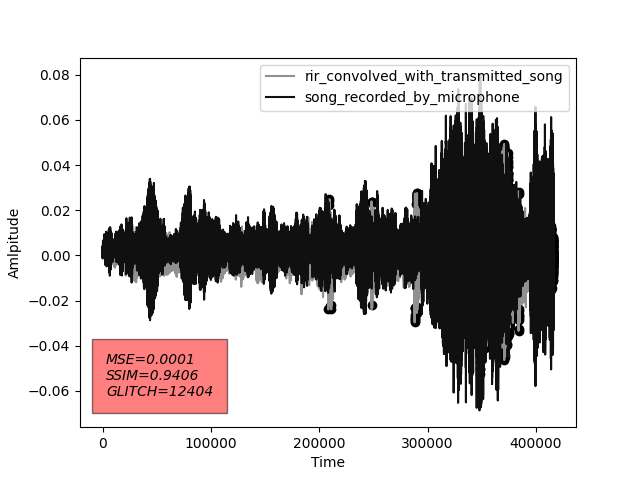 rir_convolved_with_transmitted_song
song_recorded_by_microphone
0.08
0.06
0.04
0.02
0.00
−0.02
−0.04
−0.06
Amlpitude
MSE=0.0001
SSIM=0.9406
GLITCH=12404
0 100000 200000 300000 400000
Time